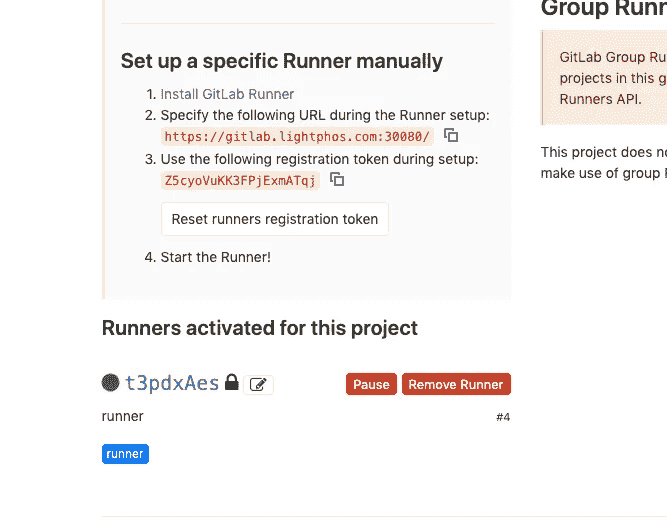 Set up a specific Runner manually
1. Install GitLab Runner
2. Specify the following URL during the Runner setup:
https://gitlab.lightphos.com:30080/
3. Use the following registration token during setup:
Z5cyoVuKK3FPjExmATqj
Reset runners registration token
4. Start the Runner!
Runners activated for this project
t3pdxAes
Pause Remove Runner
runner
#4
runner
Group Runn
GitLab Group Ru
projects in this g
Runners API.
This project does no
make use of group